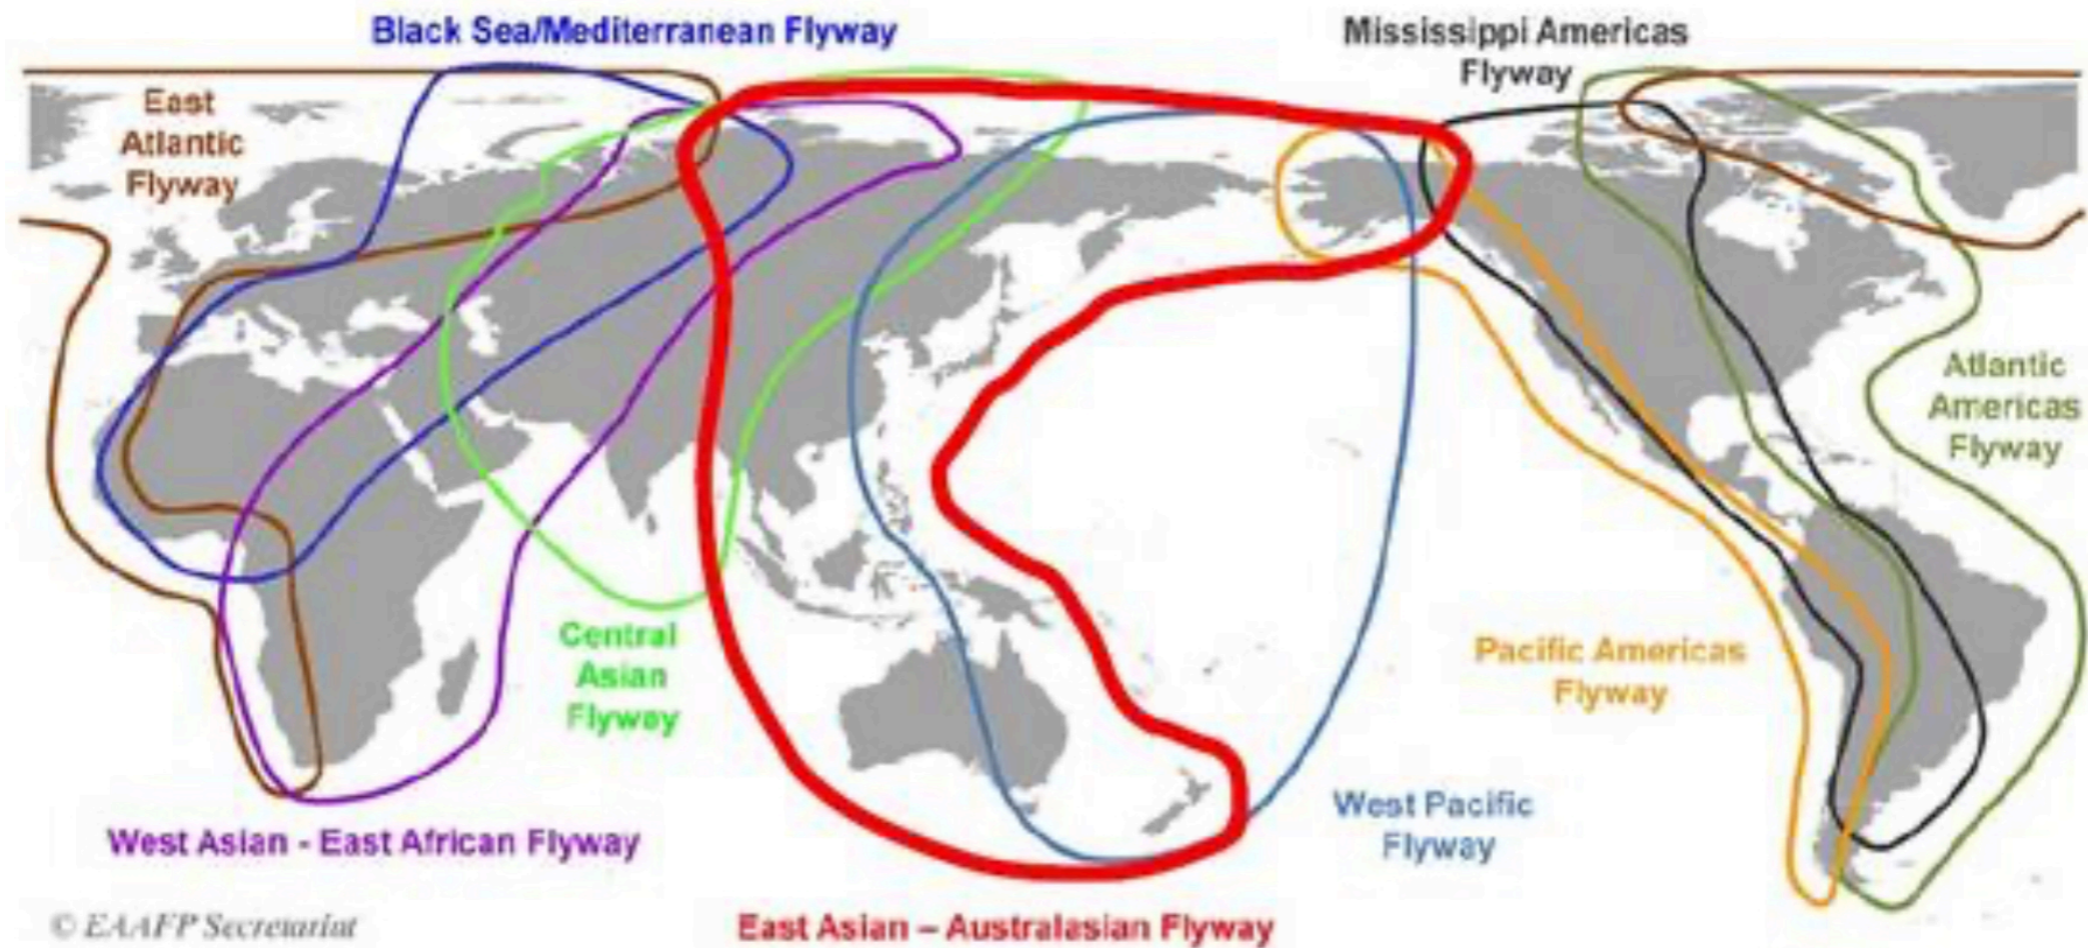 Black Sea/Mediterranean Flyway
Mississippi Americas
Flyway
East
Atlantic
Flyway
Atlantic
Americas
Flyway
Central
Asian
Flyway
Pacific Americas
Flyway
West Pacific
Flyway
West Asian - East African Flyway
© EAAFP Secretariat
East Asian – Australasian Flyway